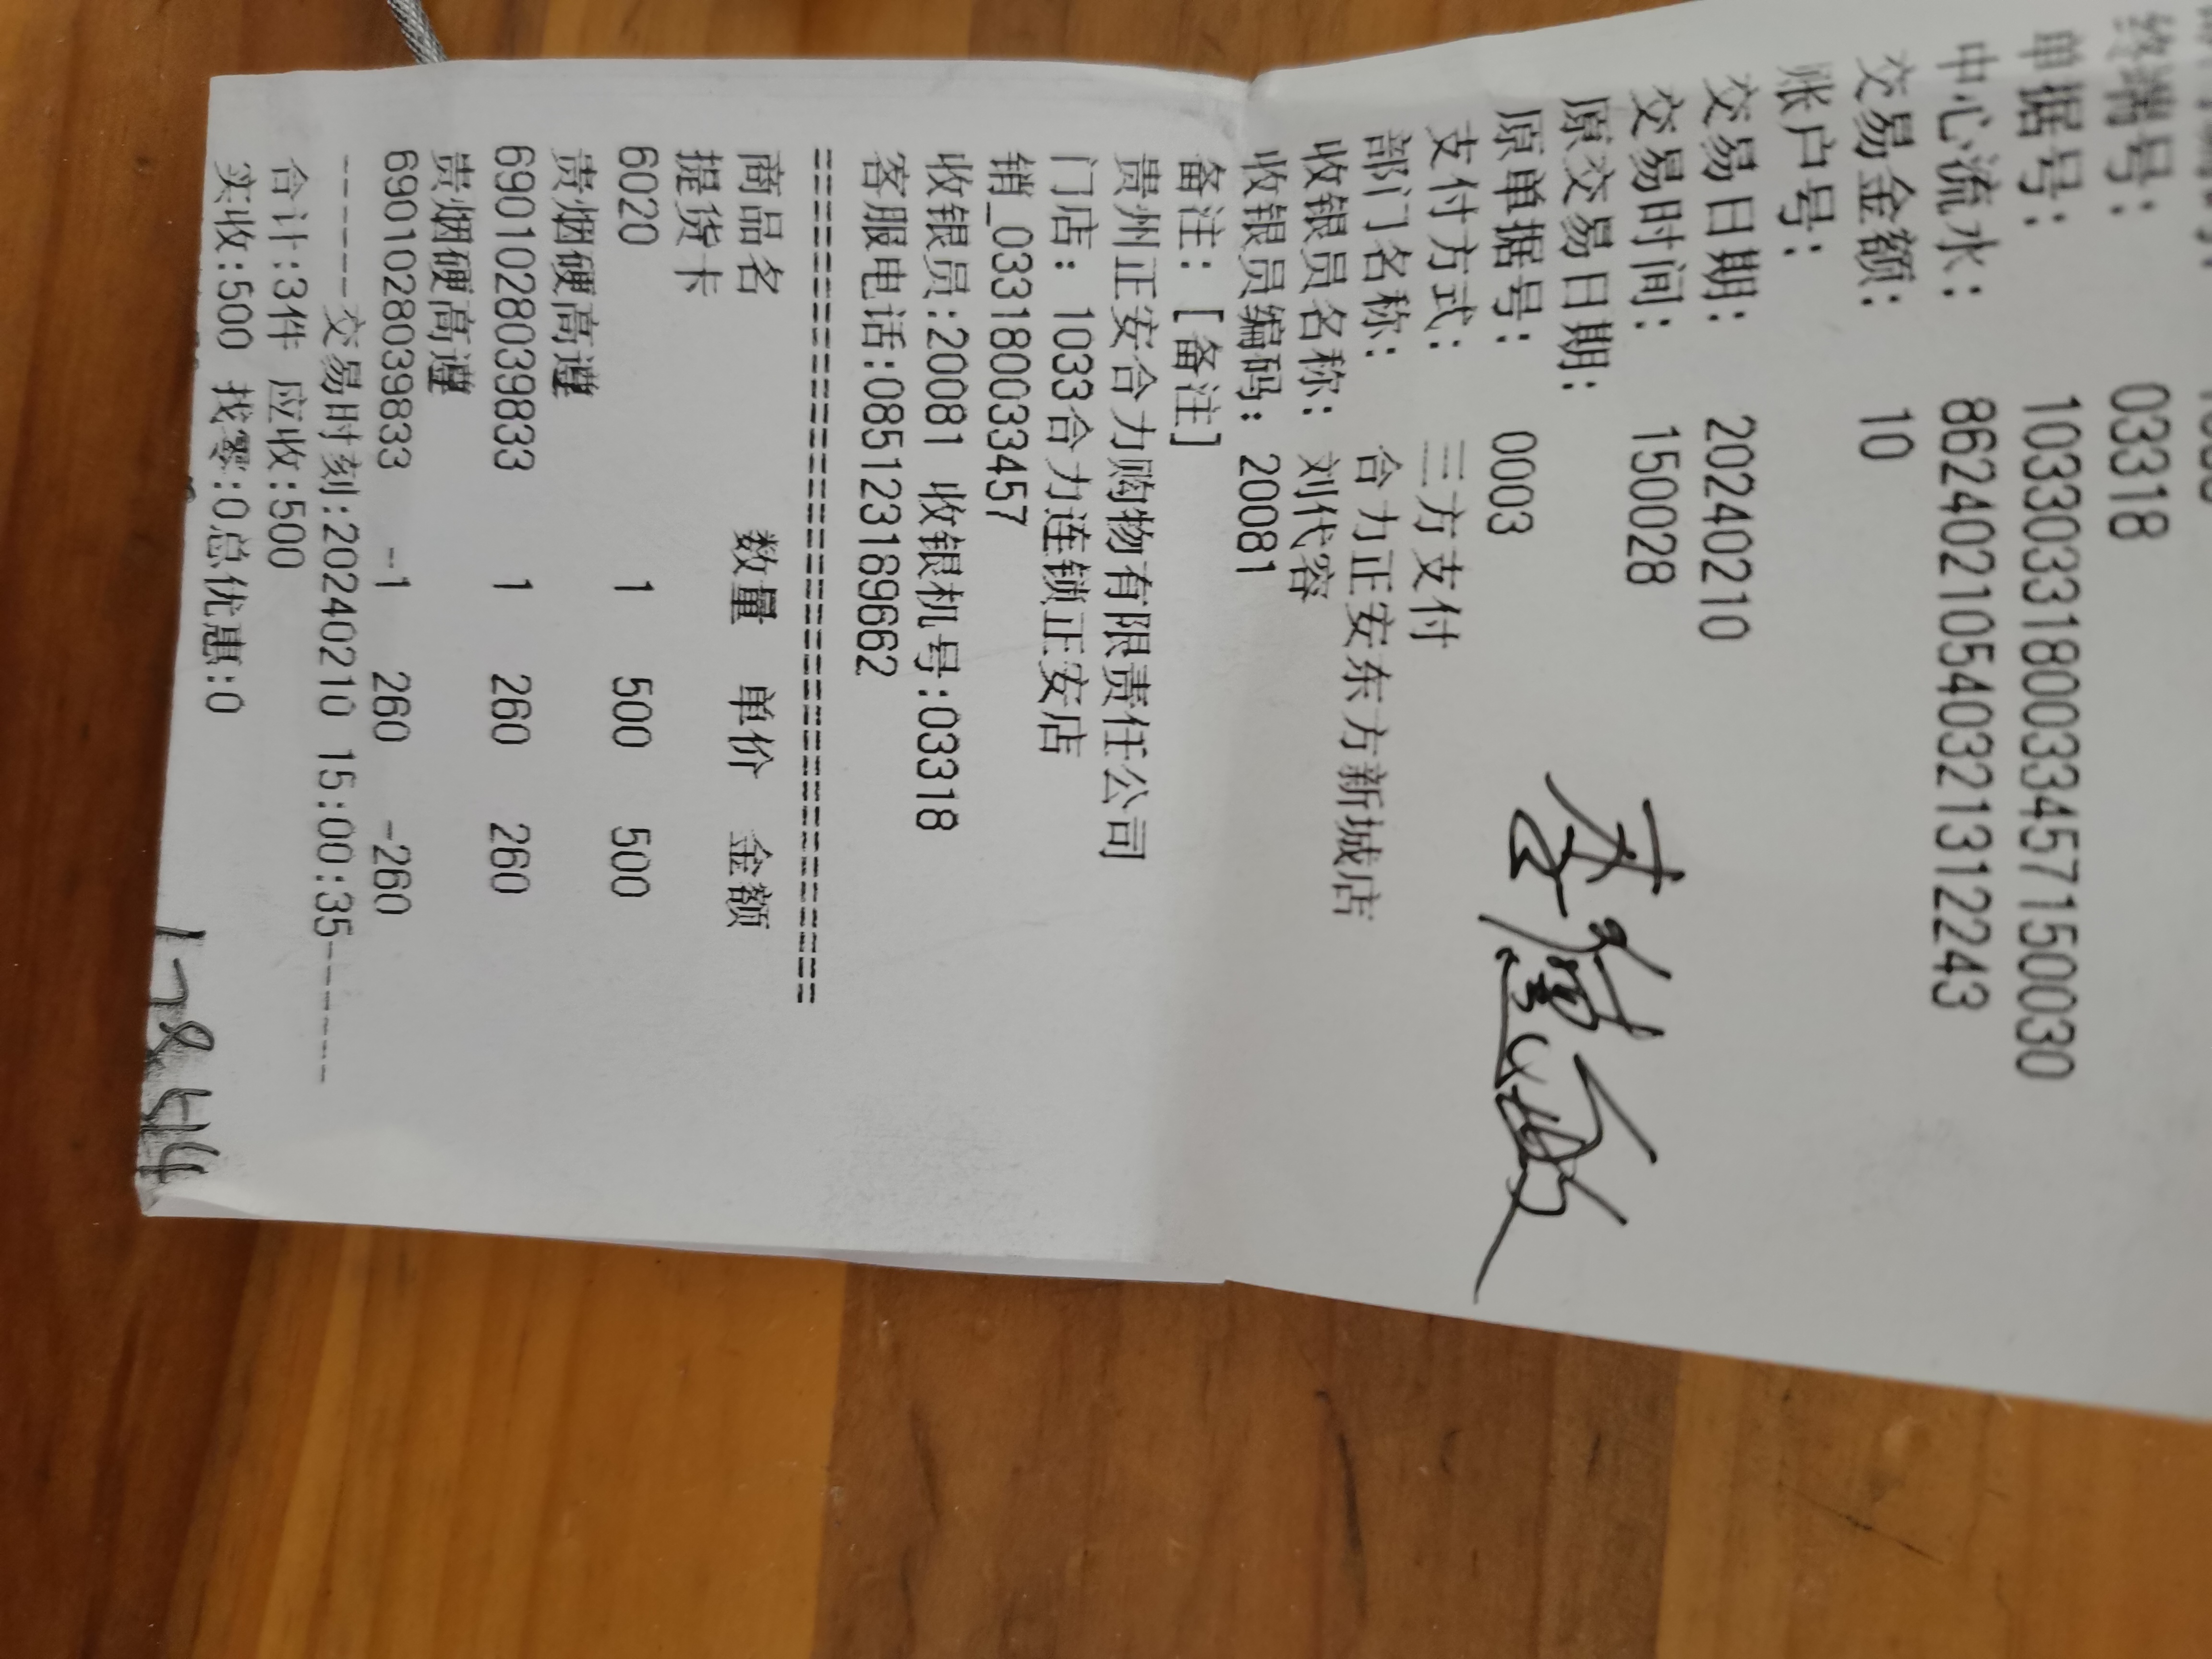 终端号： 03318
单据号： 1033033180033457150030
中心流水： 8624021054032131 2243
交易金额： 10
账户号：
交易日期： 20240210
交易时间： 150028
原交易日期：
原单据号： 0003
支付方式： 三方支付
部门名称： 合力正安东方新城店
收银员名称： 刘代容
收银员编码： 20081
备注： [备注]
贵州正安合力购物有限责任公司
门店： 1033合力连锁正安店
销_033180033457
收银员:20081 收银机号:03318
客服电话:085123189662
========================================
商品名 数量 单价 金额
提货卡
6020 1 500 500
贵烟硬高遵
6901028039833 1 260 260
贵烟硬高遵
6901028039833 -1 260 -260
------交易时刻:20240210 15:00:35------
合计:3件 应收:500
实收:500 找零:0总优惠:0